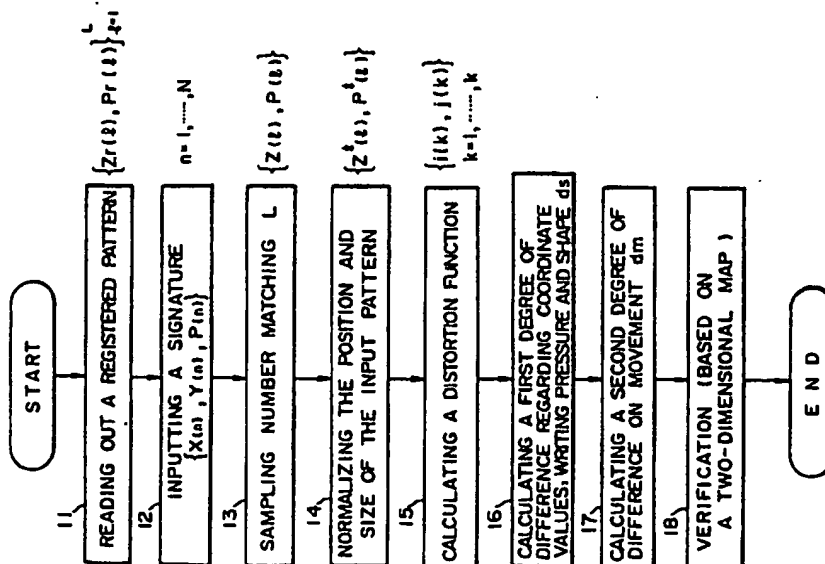 START
11
READING OUT A REGISTERED PATTERN
{Zr(ℓ), Pr(ℓ)}ᴸℓ=1
12
INPUTTING A SIGNATURE
{X(n), Y(n), P(n)}
n=1,----,N
13
SAMPLING NUMBER MATCHING L
{Z(ℓ), P(ℓ)}
14
NORMALIZING THE POSITION AND
SIZE OF THE INPUT PATTERN
15
CALCULATING A DISTORTION FUNCTION
{i(k), j(k)}
k=1,----,k
16
CALCULATING A FIRST DEGREE OF
DIFFERENCE REGARDING COORDINATE
VALUES, WRITING PRESSURE AND SHAPE ds
17
CALCULATING A SECOND DEGREE OF
DIFFERENCE ON MOVEMENT dm
18
VERIFICATION (BASED ON
A TWO-DIMENSIONAL MAP )
END